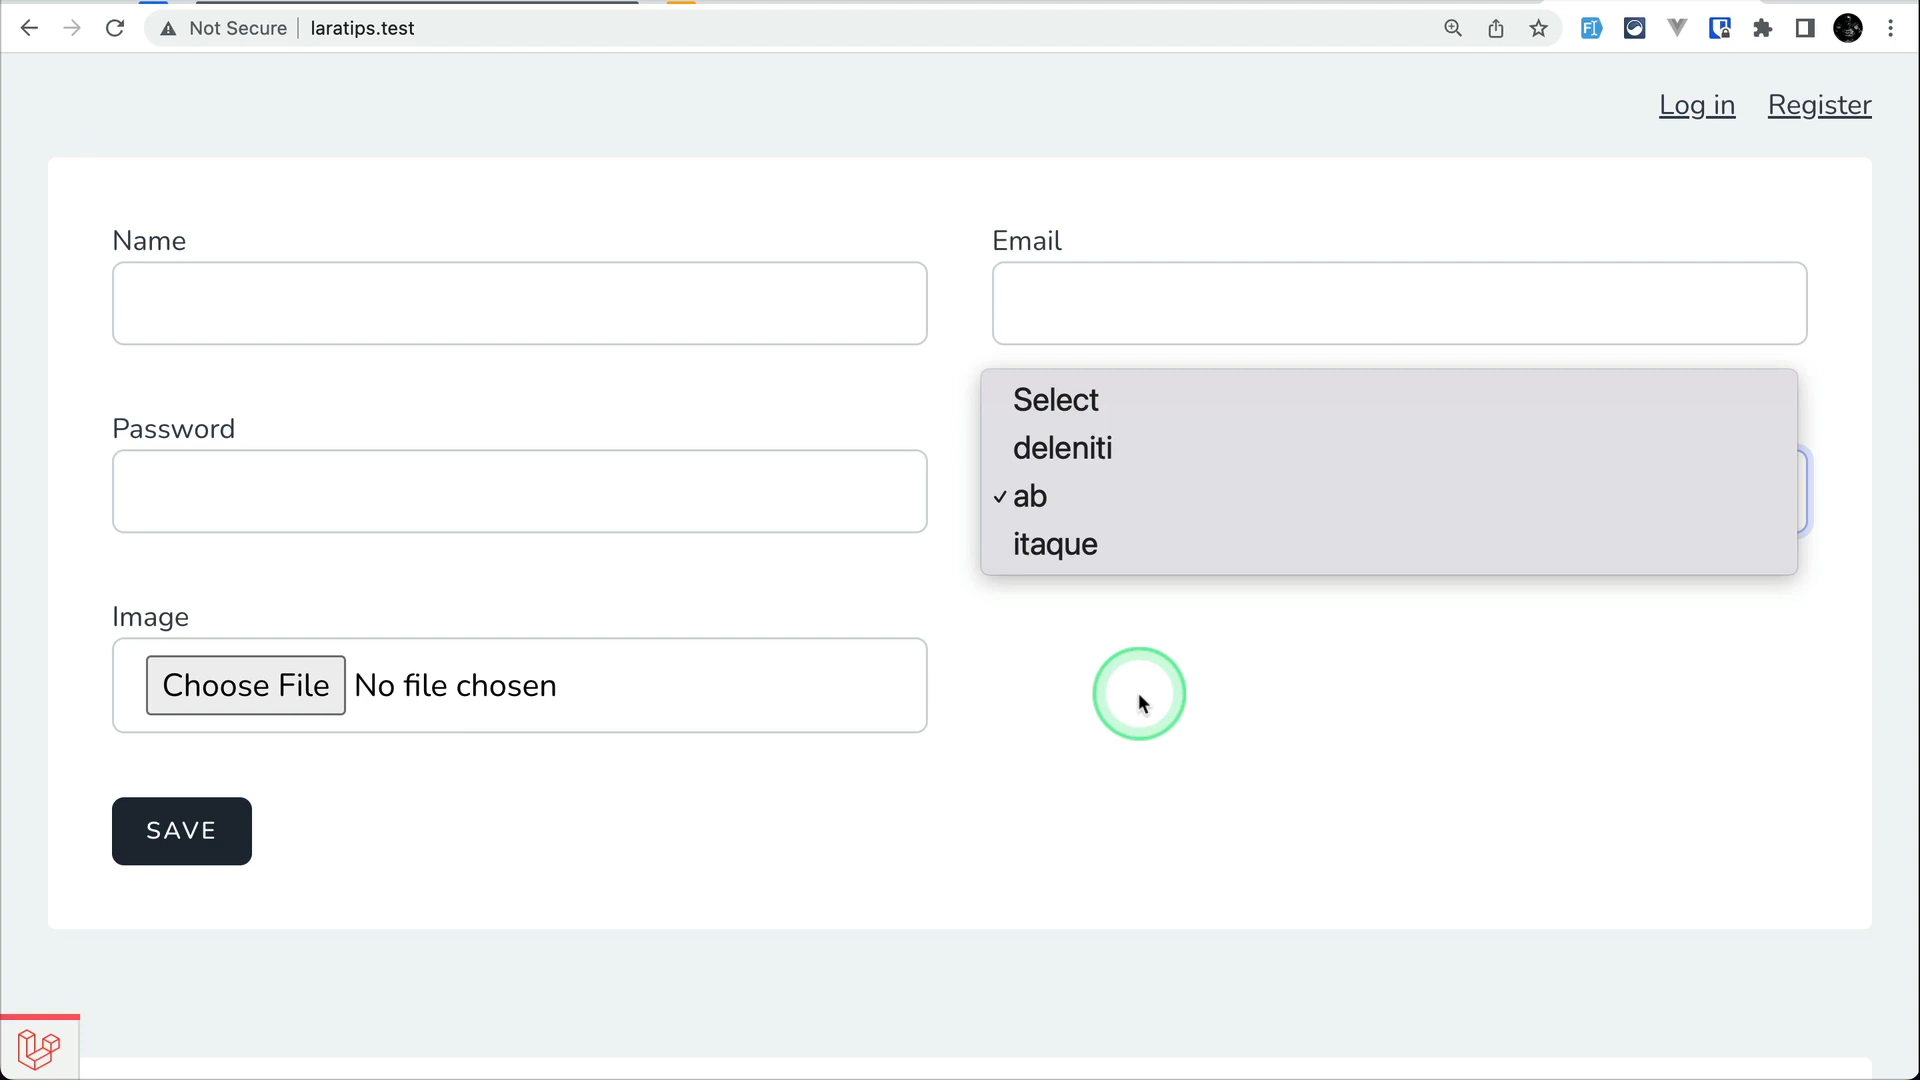 Not Secure | laratips.test
Log in Register
Name
Email
Password
Select
deleniti
✓ ab
itaque
Image
Choose File No file chosen
SAVE